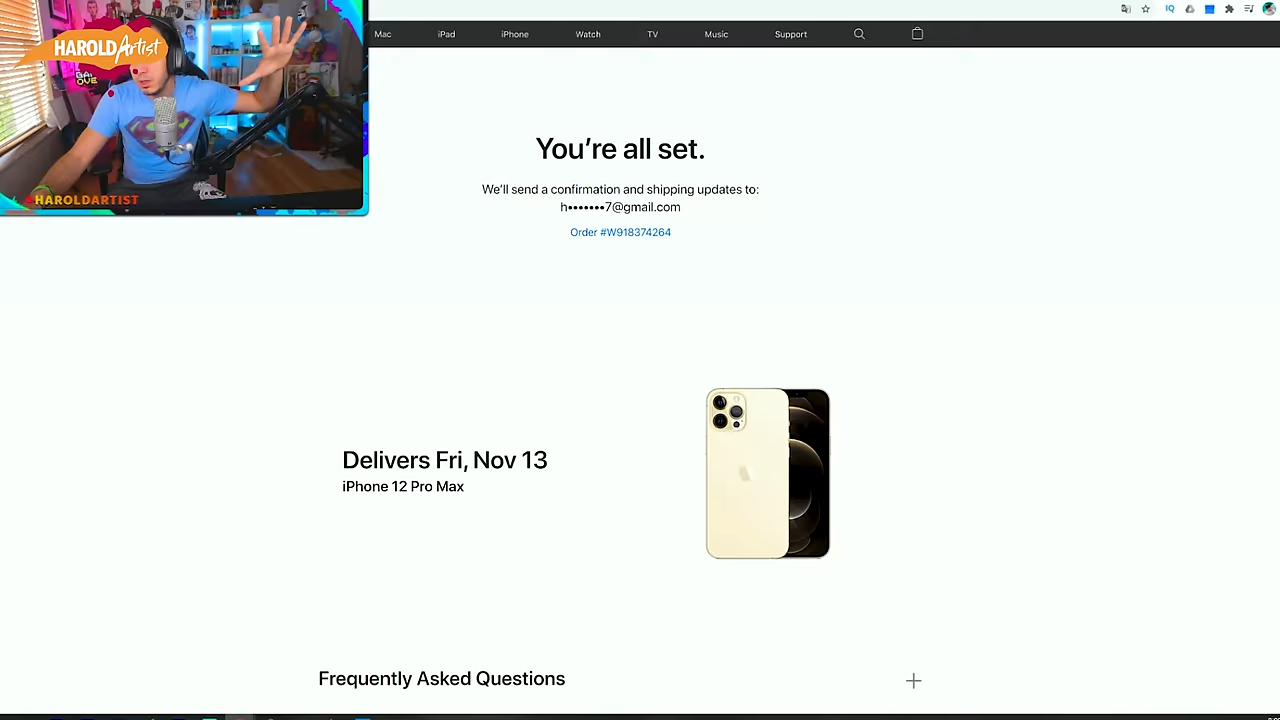 HAROLDArtist
HAROLDARTIST
Mac iPad iPhone Watch TV Music Support
IQ
You're all set.
We'll send a confirmation and shipping updates to:
h•••••••7@gmail.com
Order #W918374264
Delivers Fri, Nov 13
iPhone 12 Pro Max
Frequently Asked Questions